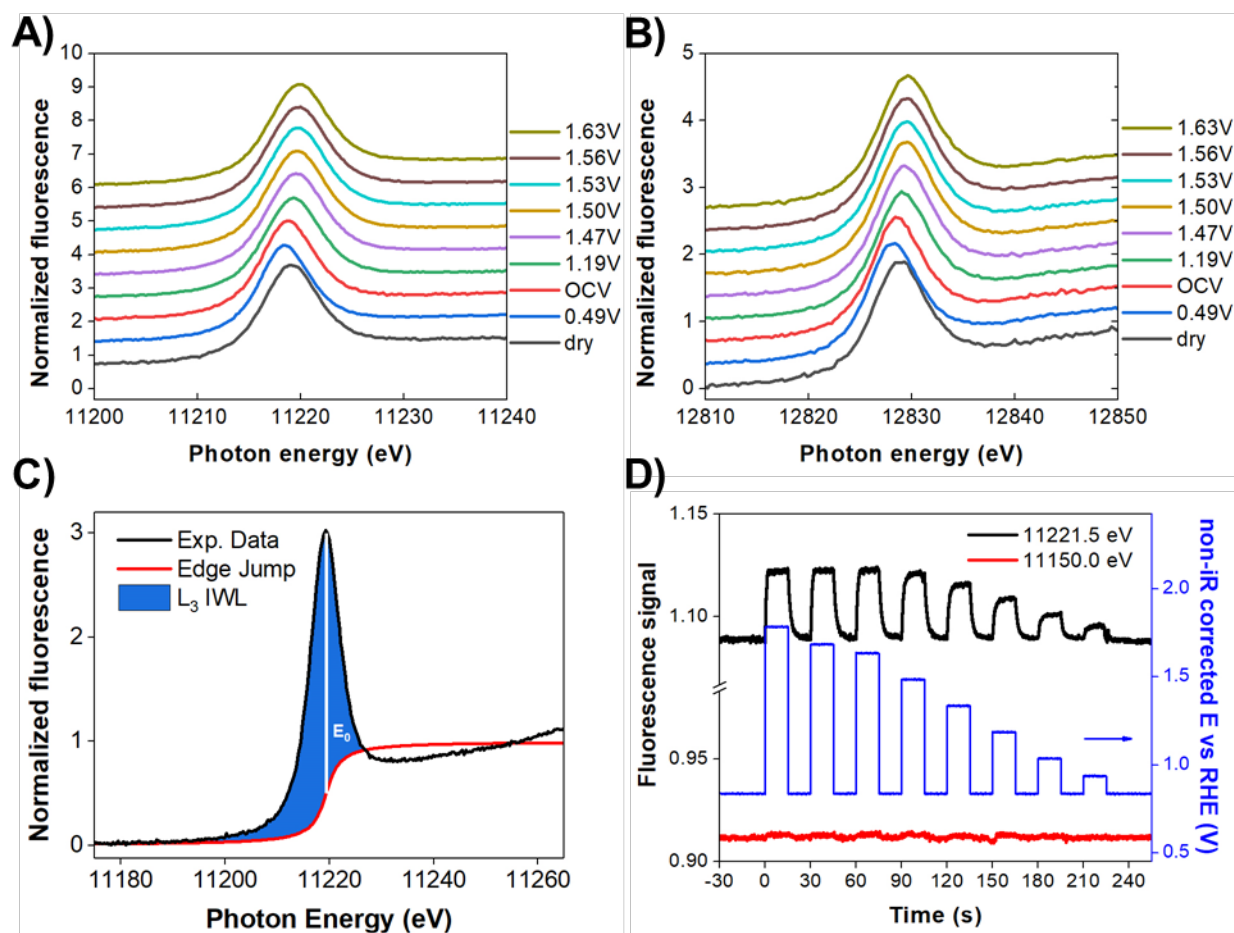 A)
Normalized fluorescence
10
9
8
7
6
5
4
3
2
1
0
11200 11210 11220 11230 11240
Photon energy (eV)
1.63V
1.56V
1.53V
1.50V
1.47V
1.19V
OCV
0.49V
dry
B)
Normalized fluorescence
5
4
3
2
1
0
12810 12820 12830 12840 12850
Photon energy (eV)
1.63V
1.56V
1.53V
1.50V
1.47V
1.19V
OCV
0.49V
dry
C)
Normalized fluorescence
3
2
1
0
11180 11200 11220 11240 11260
Photon Energy (eV)
Exp. Data
Edge Jump
L₃ IWL
E₀
D)
Fluorescence signal
1.15
1.10
0.95
0.90
-30 0 30 60 90 120 150 180 210 240
Time (s)
11221.5 eV
11150.0 eV
2.0
1.5
1.0
0.5
non-iR corrected E vs RHE (V)